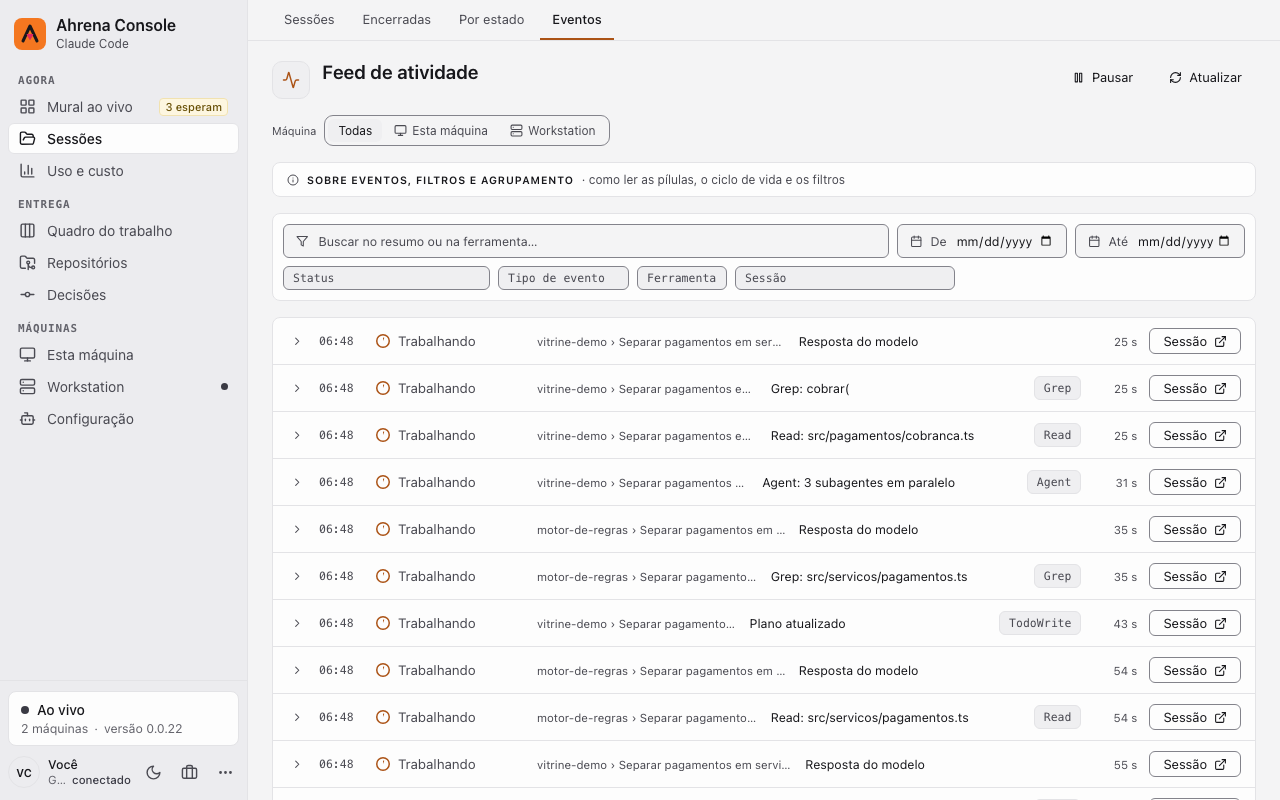 Ahrena Console
Claude Code
AGORA
Mural ao vivo 3 esperam
Sessões
Uso e custo
ENTREGA
Quadro do trabalho
Repositórios
Decisões
MÁQUINAS
Esta máquina
Workstation
Configuração
Ao vivo
2 máquinas · versão 0.0.22
VC Você
G... conectado
Sessões Encerradas Por estado Eventos
Feed de atividade Pausar Atualizar
Máquina Todas Esta máquina Workstation
SOBRE EVENTOS, FILTROS E AGRUPAMENTO · como ler as pílulas, o ciclo de vida e os filtros
Buscar no resumo ou na ferramenta... De mm/dd/yyyy Até mm/dd/yyyy
Status Tipo de evento Ferramenta Sessão
06:48 Trabalhando vitrine-demo › Separar pagamentos em ser... Resposta do modelo 25 s Sessão
06:48 Trabalhando vitrine-demo › Separar pagamentos e... Grep: cobrar( Grep 25 s Sessão
06:48 Trabalhando vitrine-demo › Separar pagamentos e... Read: src/pagamentos/cobranca.ts Read 25 s Sessão
06:48 Trabalhando vitrine-demo › Separar pagamentos ... Agent: 3 subagentes em paralelo Agent 31 s Sessão
06:48 Trabalhando motor-de-regras › Separar pagamentos em ... Resposta do modelo 35 s Sessão
06:48 Trabalhando motor-de-regras › Separar pagamento... Grep: src/servicos/pagamentos.ts Grep 35 s Sessão
06:48 Trabalhando vitrine-demo › Separar pagamento... Plano atualizado TodoWrite 43 s Sessão
06:48 Trabalhando motor-de-regras › Separar pagamentos em ... Resposta do modelo 54 s Sessão
06:48 Trabalhando motor-de-regras › Separar pagamento... Read: src/servicos/pagamentos.ts Read 54 s Sessão
06:48 Trabalhando vitrine-demo › Separar pagamentos em servi... Resposta do modelo 55 s Sessão